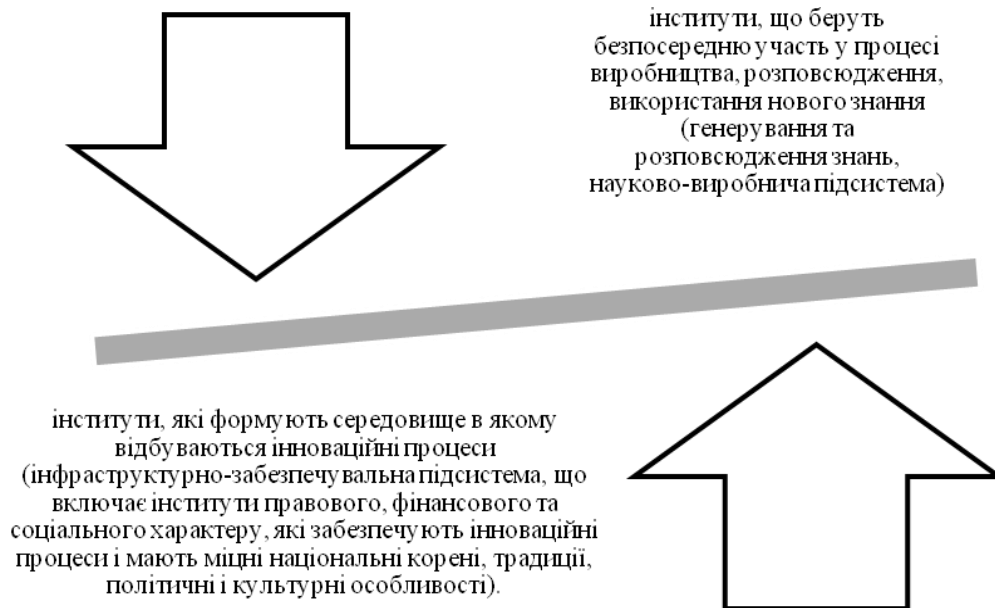 інститути, що беруть
безпосередню участь у процесі
виробництва, розповсюдження,
використання нового знання
(генерування та
розповсюдження знань,
науково-виробнича підсистема)
інститути, які формують середовище в якому
відбуваються інноваційні процеси
(інфраструктурно-забезпечувальна підсистема, що
включає інститути правового, фінансового та
соціального характеру, які забезпечують інноваційні
процеси і мають міцні національні корені, традиції,
політичні і культурні особливості).